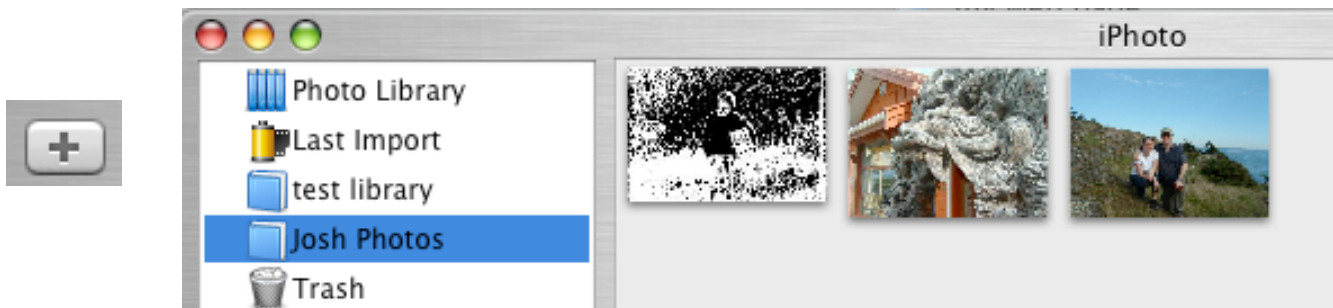 iPhoto
Photo Library
Last Import
test library
Josh Photos
Trash